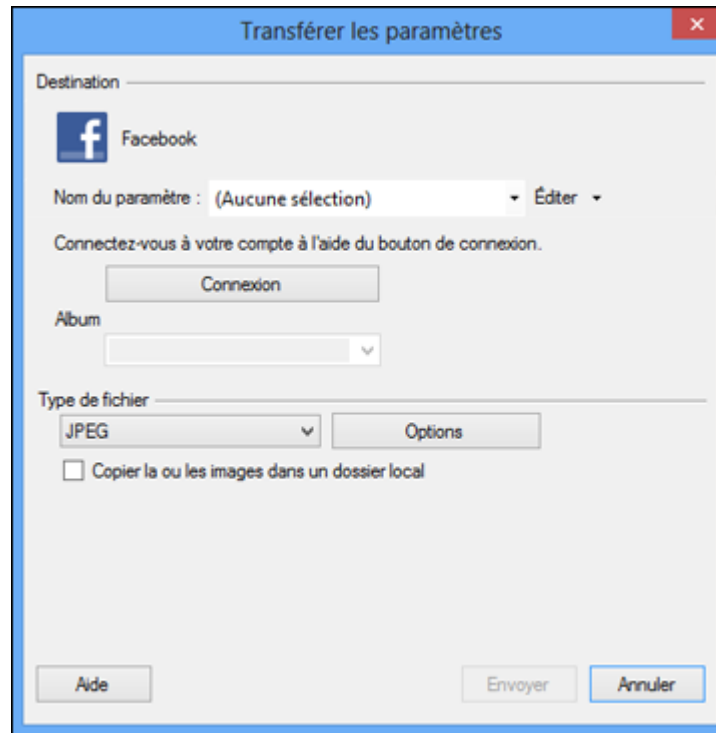 Transférer les paramètres
Destination
Facebook
Nom du paramètre : (Aucune sélection) Éditer
Connectez-vous à votre compte à l'aide du bouton de connexion.
Connexion
Album
Type de fichier
JPEG Options
Copier la ou les images dans un dossier local
Aide Envoyer Annuler